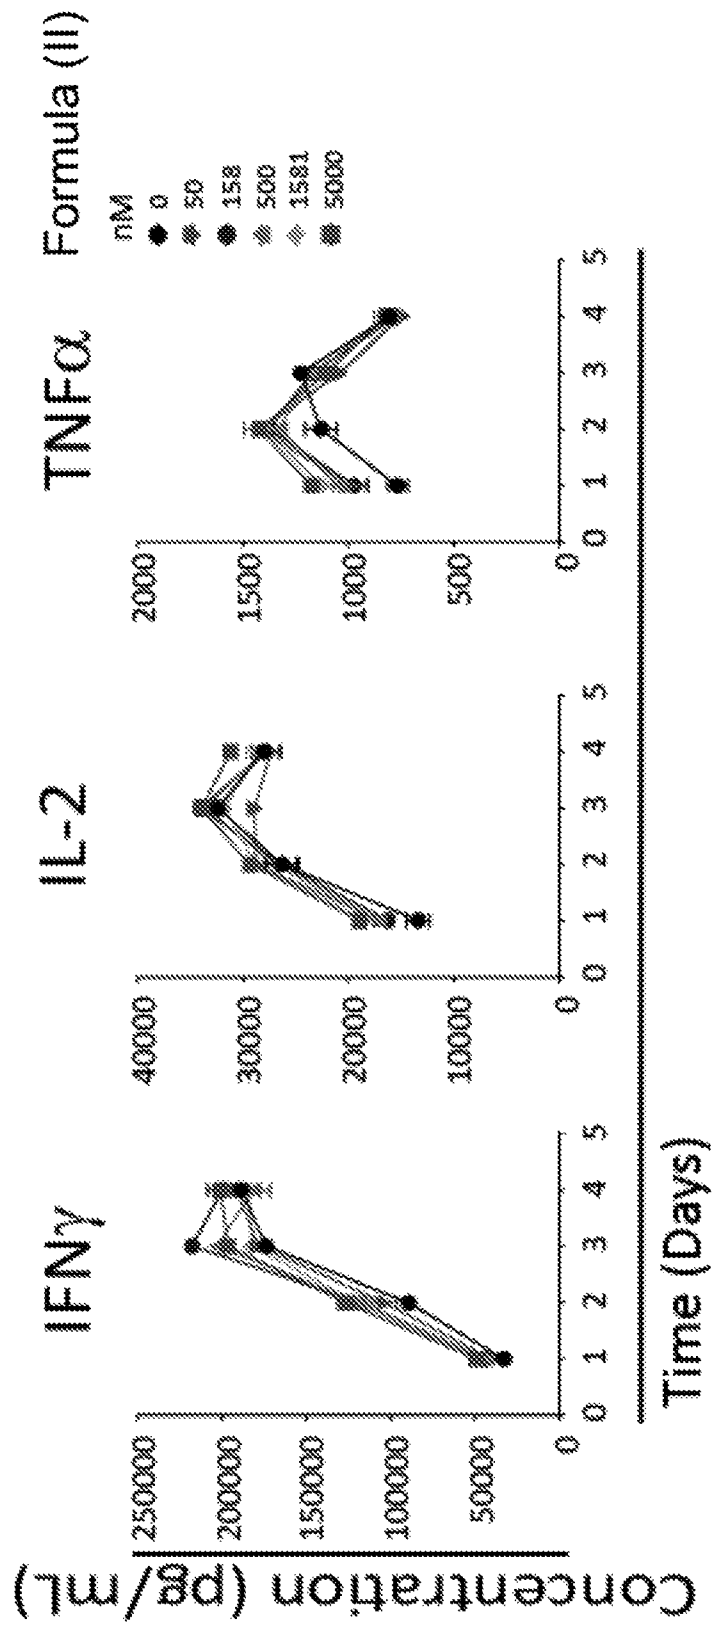 Formula (II)
IFNγ
IL-2
TNFα
nM
0
50
158
500
1581
5000
Concentration (pg/mL)
250000
200000
150000
100000
50000
0
0 1 2 3 4 5
40000
30000
20000
10000
0
0 1 2 3 4 5
2000
1500
1000
500
0
0 1 2 3 4 5
Time (Days)